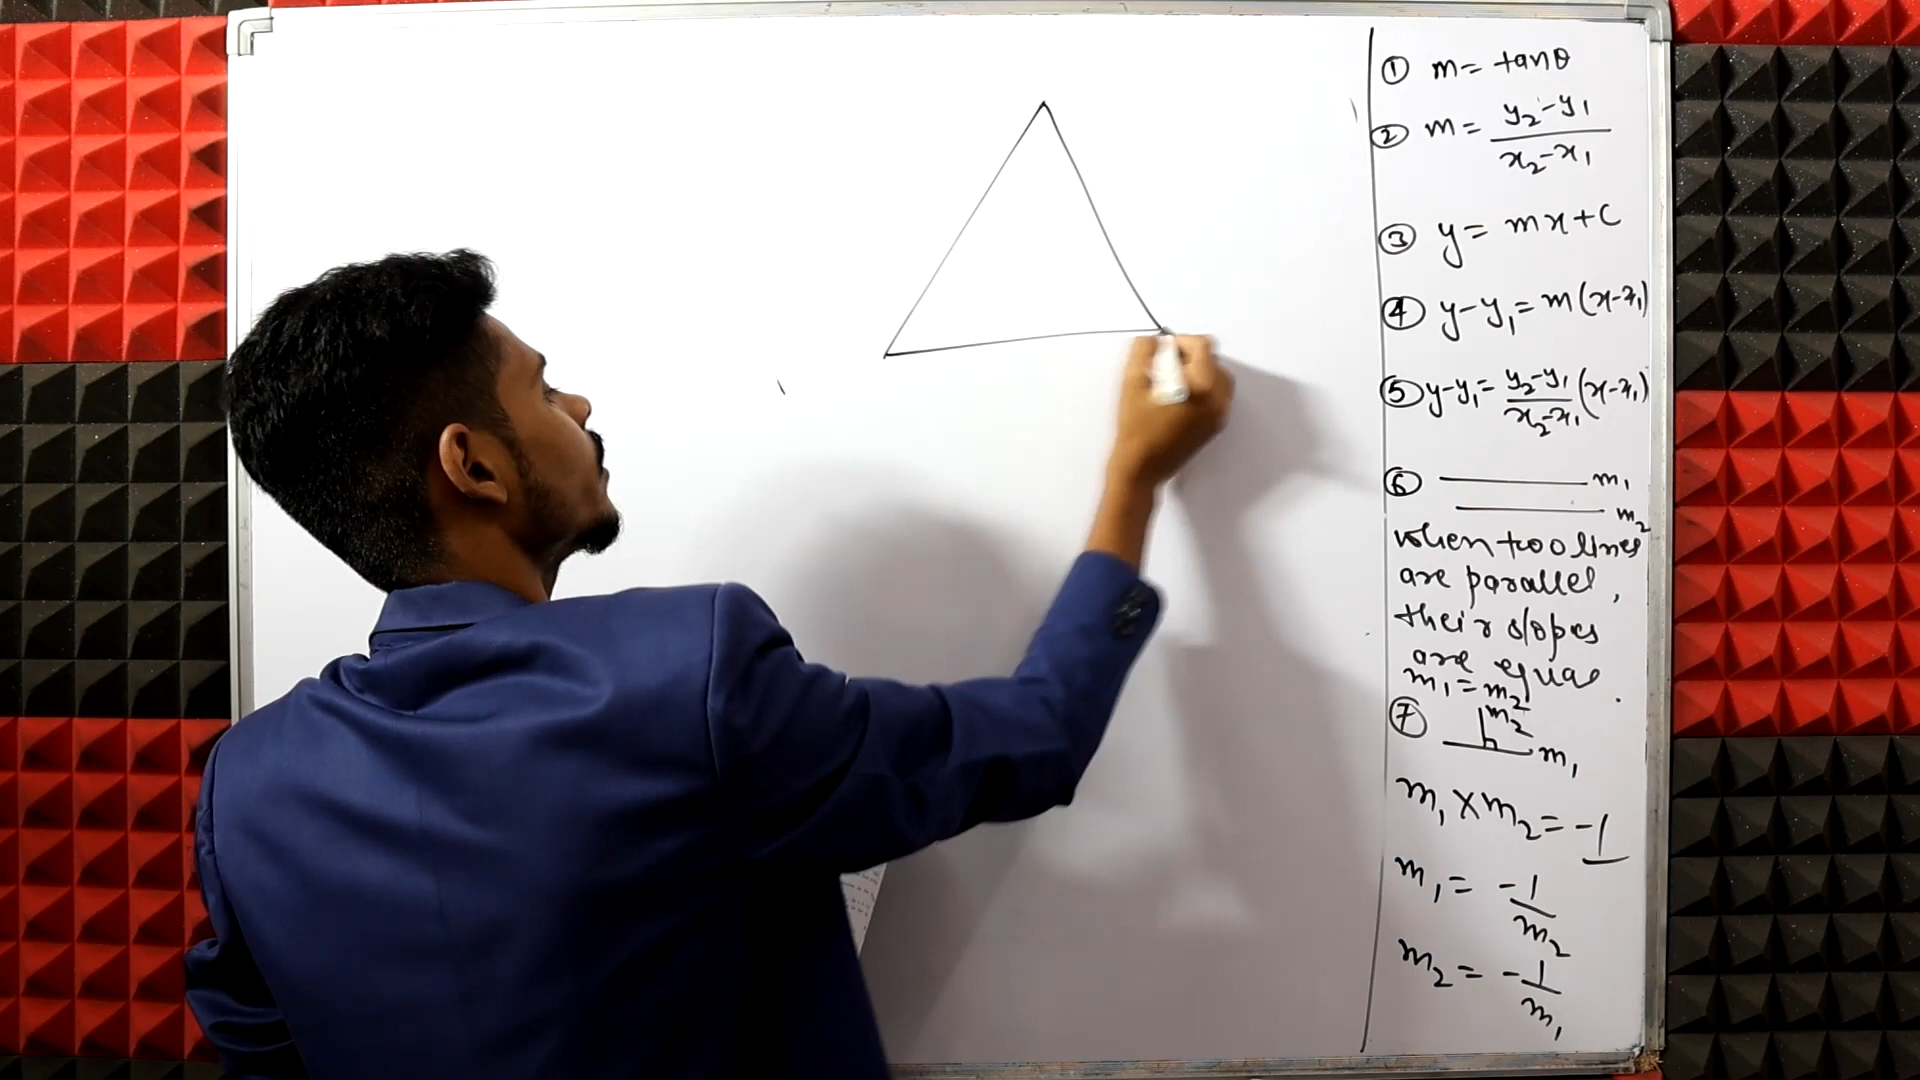 ① m = tanθ
② m = y₂-y₁ / x₂-x₁
③ y = mx+c
④ y-y₁ = m(x-x₁)
⑤ y-y₁ = y₂-y₁ / x₂-x₁ (x-x₁)
⑥ m₁
m₂
when two lines
are parallel,
their slopes
are equal.
m₁ = m₂
⑦ m₂
m₁
m₁ × m₂ = -1
m₁ = -1/m₂
m₂ = -1/m₁